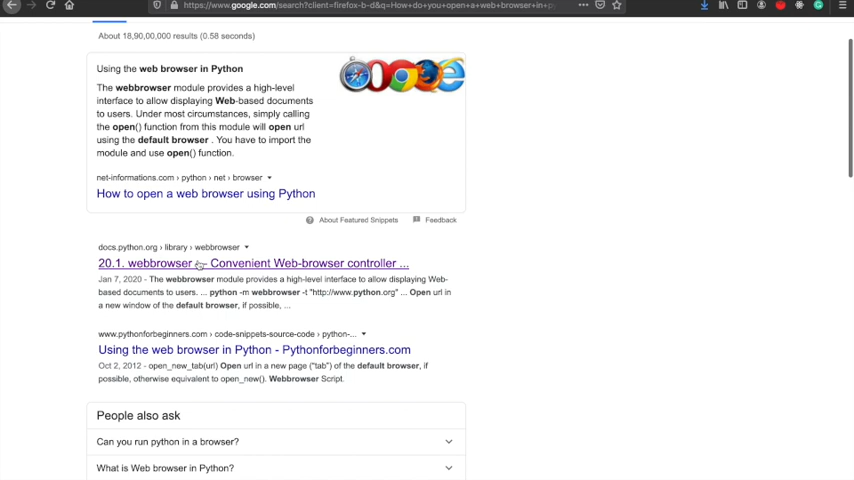 https://www.google.com/search?client=firefox-b-d&q=How+do+you+open+a+web+browser+in+p
About 18,90,00,000 results (0.58 seconds)
Using the web browser in Python
The webbrowser module provides a high-level
interface to allow displaying Web-based documents
to users. Under most circumstances, simply calling
the open() function from this module will open url
using the default browser . You have to import the
module and use open() function.
net-informations.com › python › net › browser
How to open a web browser using Python
About Featured Snippets
Feedback
docs.python.org › library › webbrowser
20.1. webbrowser — Convenient Web-browser controller ...
Jan 7, 2020 - The webbrowser module provides a high-level interface to allow displaying Web-
based documents to users. ... python -m webbrowser -t "http://www.python.org" ... Open url in
a new window of the default browser, if possible, ...
www.pythonforbeginners.com › code-snippets-source-code › python-...
Using the web browser in Python - Pythonforbeginners.com
Oct 2, 2012 - open_new_tab(url) Open url in a new page ("tab") of the default browser, if
possible, otherwise equivalent to open_new(). Webbrowser Script.
People also ask
Can you run python in a browser?
What is Web browser in Python?